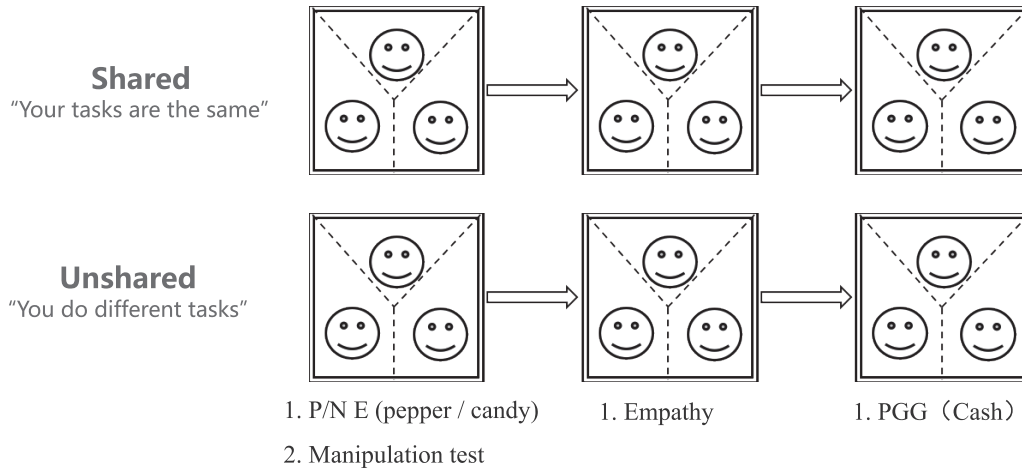 Shared
“Your tasks are the same”
Unshared
“You do different tasks”
1. P/N E (pepper / candy)
2. Manipulation test
1. Empathy
1. PGG（Cash）